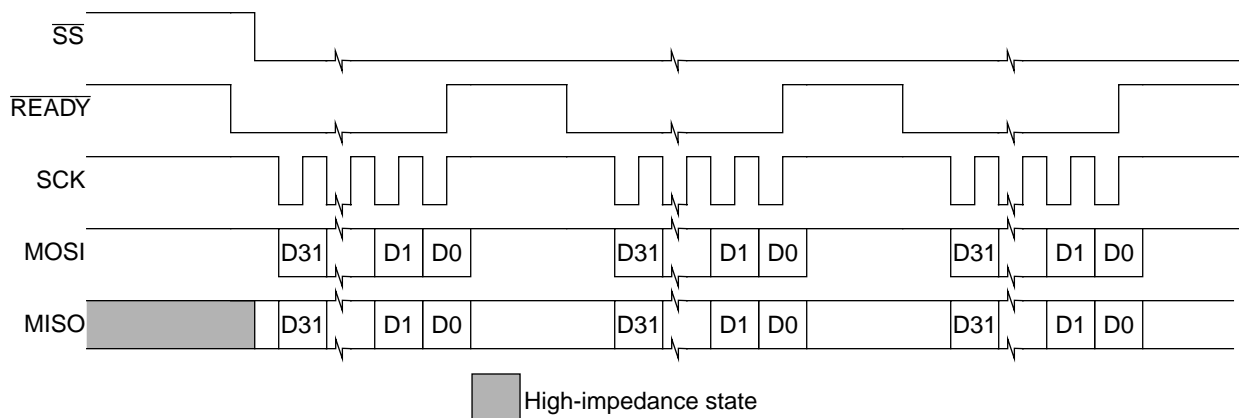 SS
READY
SCK
MOSI D31 D1 D0 D31 D1 D0 D31 D1 D0
MISO D31 D1 D0 D31 D1 D0 D31 D1 D0
High-impedance state